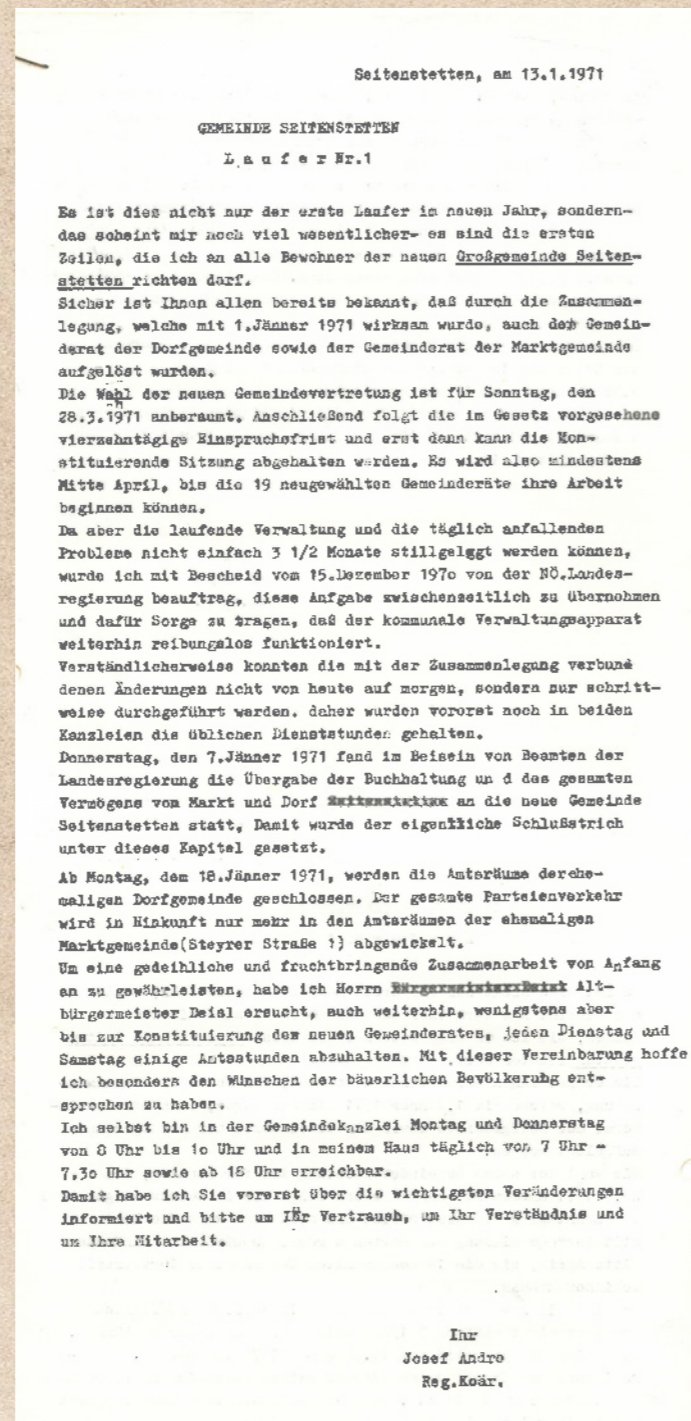 Seitenstetten, am 13.1.1971
GEMEINDE SEITENSTETTEN
L a u f e r Nr.1
Es ist dies nicht nur der erste Laufer im neuen Jahr, sondern-
das scheint mir noch viel wesentlicher- es sind die ersten
Zeilen, die ich an alle Bewohner der neuen Großgemeinde Seiten-
stetten richten darf.
Sicher ist Ihnen allen bereits bekannt, daß durch die Zusammen-
legung, welche mit 1.Jänner 1971 wirksam wurde, auch der Gemein-
derat der Dorfgemeinde sowie der Gemeinderat der Marktgemeinde
aufgelöst wurden.
Die Wahl der neuen Gemeindevertretung ist für Sonntag, den
28.3.1971 anberaumt. Anschließend folgt die im Gesetz vorgesehene
vierzehntägige Einspruchsfrist und erst dann kann die Kon-
stituierende Sitzung abgehalten werden. Es wird also mindestens
Mitte April, bis die 19 neugewählten Gemeinderäte ihre Arbeit
beginnen können.
Da aber die laufende Verwaltung und die täglich anfallenden
Probleme nicht einfach 3 1/2 Monate stillgelggt werden können,
wurde ich mit Bescheid vom 15.Dezember 197o von der NÖ.Landes-
regierung beauftrag, diese Aufgabe zwischenzeitlich zu übernohmen
und dafür Sorge zu tragen, daß der kommunale Verwaltungsapparat
weiterhin reibungslos funktioniert.
Verständlicherweise konnten die mit der Zusammenlegung verbund
denen Änderungen nicht von heute auf morgen, sondern nur schritt-
weise durchgeführt werden. daher wurden vorerst noch in beiden
Kanzleien die üblichen Dienststunden gehalten.
Donnerstag, den 7.Jänner 1971 fand im Beisein von Beamten der
Landesregierung die Übergabe der Buchhaltung un d des gesamten
Vermögens von Markt und Dorf an die neue Gemeinde
Seitenstetten statt, Damit wurde der eigentliche Schlußstrich
unter dieses Kapitel gesetzt.
Ab Montag, dem 18.Jänner 1971, werden die Amtsräume derehe-
maligen Dorfgemeinde geschlossen. Der gesamte Parteienverkehr
wird in Hinkunft nur mehr in den Amtsräumen der ehemaligen
Marktgemeinde(Steyrer Straße 1) abgewickelt.
Um eine gedeihliche und fruchtbringende Zusammenarbeit von Anfang
an zu gewährleisten, habe ich Herrn Alt-
bürgermeister Deisl ersucht, auch weiterhin, wenigstens aber
bis zur Konstituierung des neuen Gemeinderates, jeden Dienstag und
Samstag einige Amtsstunden abzuhalten. Mit dieser Vereinbarung hoffe
ich besonders den Wünschen der bäuerlichen Bevölkeruhg ent-
sprochen zu haben.
Ich selbst bin in der Gemeindekanzlei Montag und Donnerstag
von 8 Uhr bis 1o Uhr und in meinem Haus täglich von 7 Uhr -
7,3o Uhr sowie ab 18 Uhr erreichbar.
Damit habe ich Sie vorerst über die wichtigsten Veränderungen
informiert und bitte um Ihr Vertraueh, um Ihr Verständnis und
um Ihre Mitarbeit.
Ihr
Josef Andre
Reg.Koär.